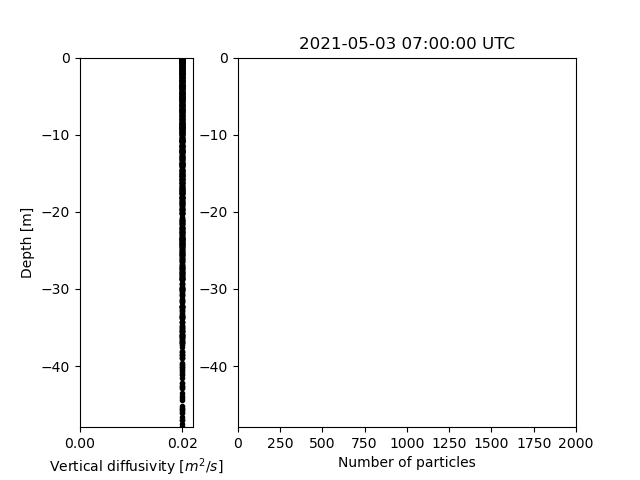 2021-05-03 07:00:00 UTC
0
−10
−20
−30
−40
Depth [m]
0.00 0.02
Vertical diffusivity [m²/s]
0
−10
−20
−30
−40
0 250 500 750 1000 1250 1500 1750 2000
Number of particles